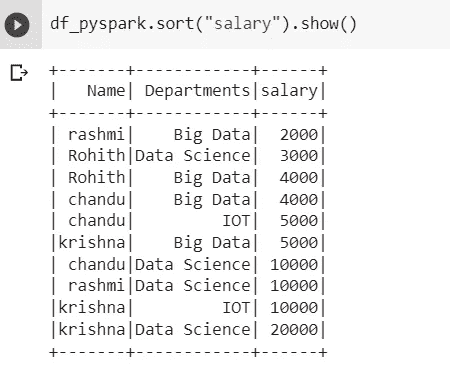 df_pyspark.sort("salary").show()
+-------+------------+------+
|   Name| Departments|salary|
+-------+------------+------+
| rashmi|    Big Data|  2000|
| Rohith|Data Science|  3000|
| Rohith|    Big Data|  4000|
| chandu|    Big Data|  4000|
| chandu|         IOT|  5000|
|krishna|    Big Data|  5000|
| chandu|Data Science| 10000|
| rashmi|Data Science| 10000|
|krishna|         IOT| 10000|
|krishna|Data Science| 20000|
+-------+------------+------+